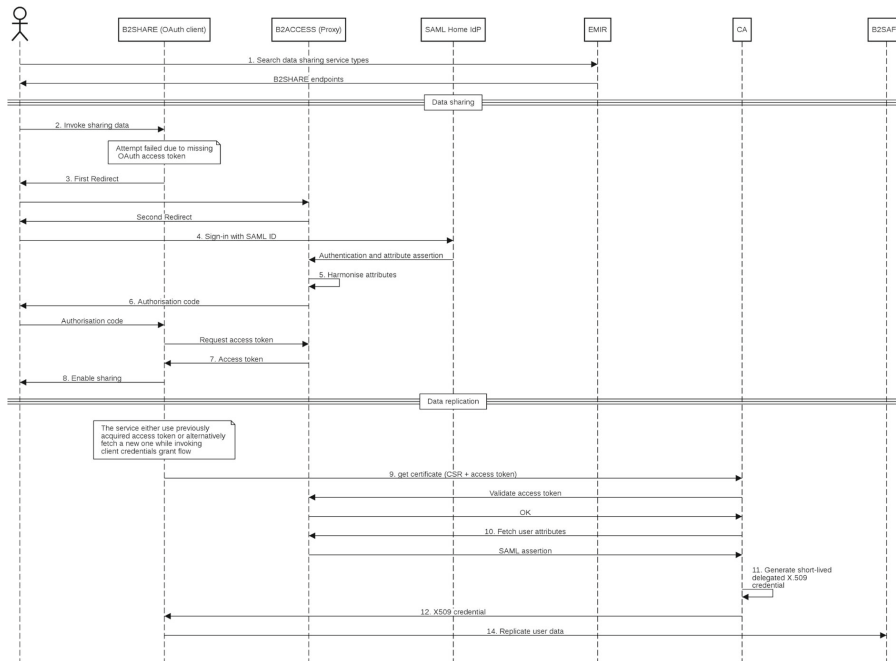 B2SHARE (OAuth client)
B2ACCESS (Proxy)
SAML Home IdP
EMIR
CA
B2SAF
1. Search data sharing service types
B2SHARE endpoints
Data sharing
2. Invoke sharing data
Attempt failed due to missing
OAuth access token
3. First Redirect
Second Redirect
4. Sign-in with SAML ID
Authentication and attribute assertion
5. Harmonise attributes
6. Authorisation code
Authorisation code
Request access token
7. Access token
8. Enable sharing
Data replication
The service either use previously
acquired access token or alternatively
fetch a new one while invoking
client credentials grant flow
9. get certificate (CSR + access token)
Validate access token
OK
10. Fetch user attributes
SAML assertion
11. Generate short-lived
delegated X.509
credential
12. X509 credential
14. Replicate user data